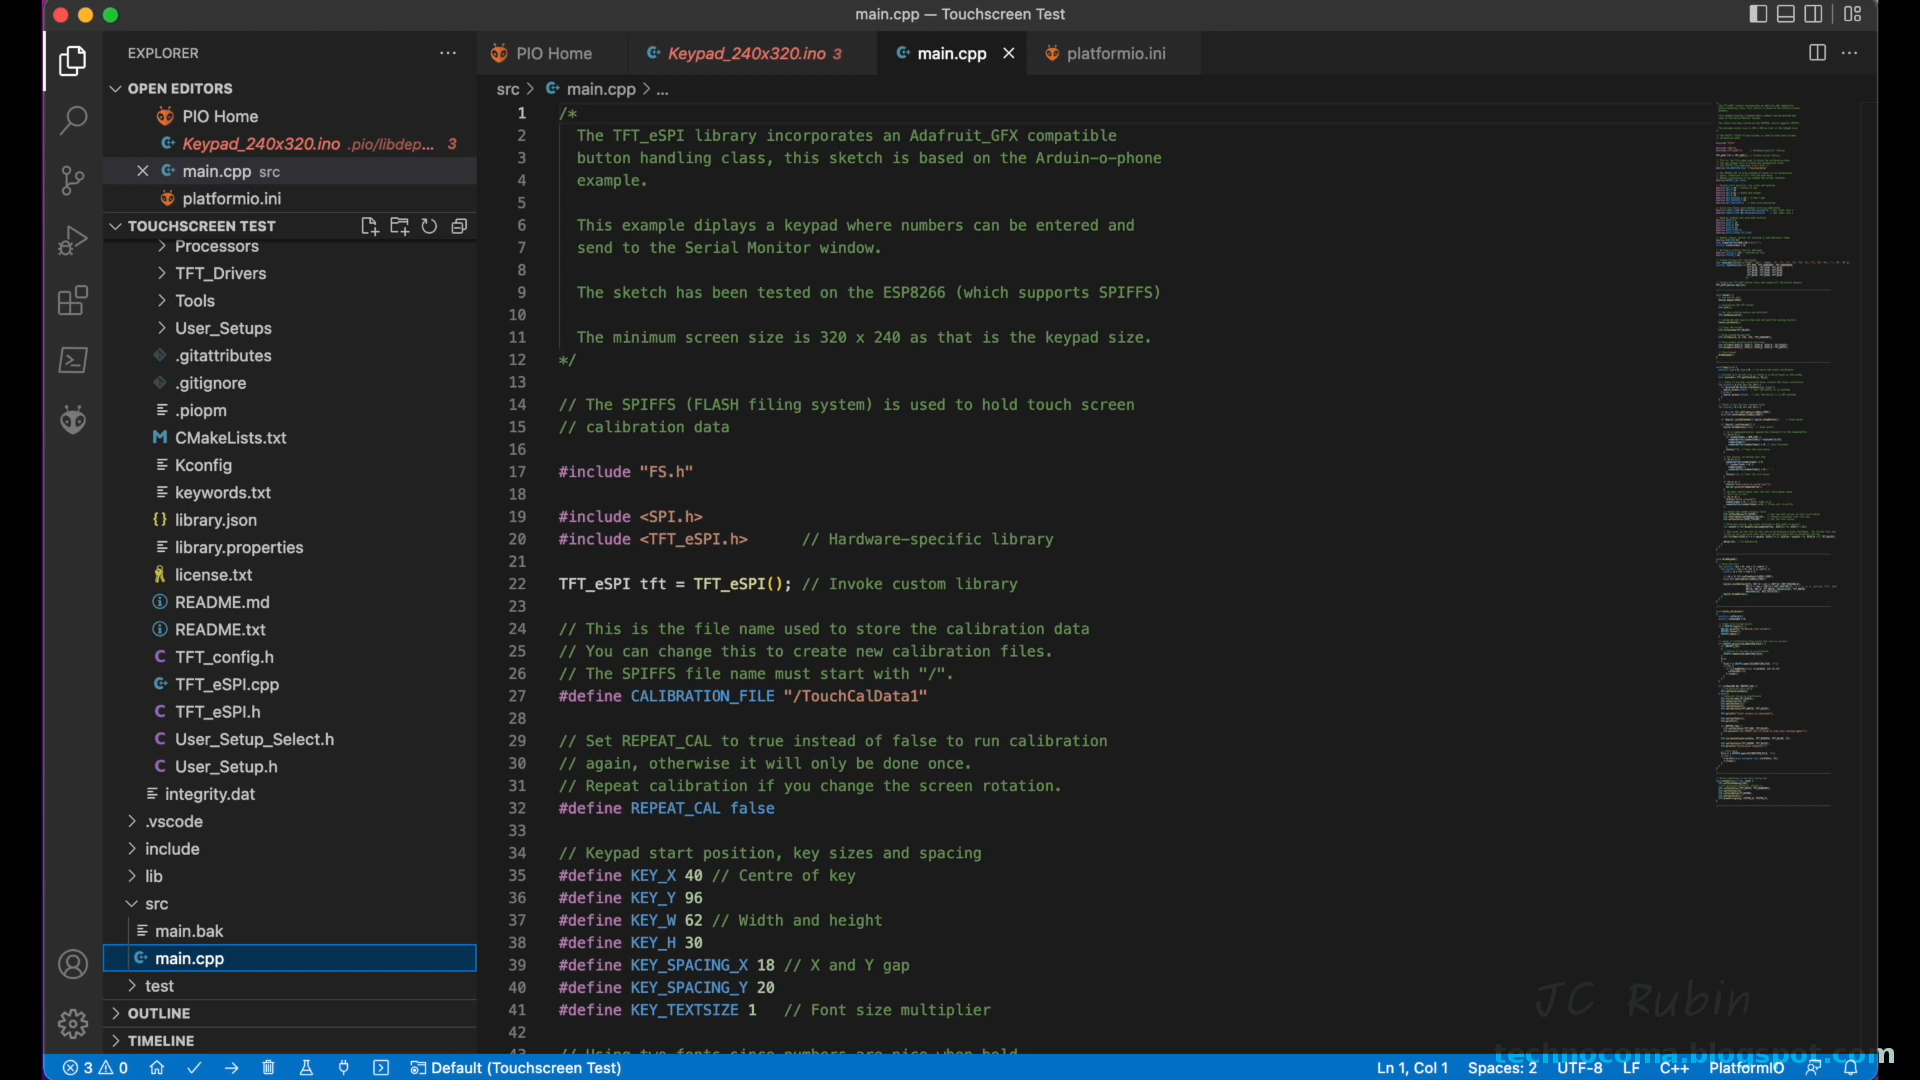 main.cpp — Touchscreen Test
EXPLORER
PIO Home
Keypad_240x320.ino 3
main.cpp
platformio.ini
OPEN EDITORS
PIO Home
Keypad_240x320.ino .pio/libdep... 3
main.cpp src
platformio.ini
TOUCHSCREEN TEST
Processors
TFT_Drivers
Tools
User_Setups
.gitattributes
.gitignore
.piopm
CMakeLists.txt
Kconfig
keywords.txt
library.json
library.properties
license.txt
README.md
README.txt
TFT_config.h
TFT_eSPI.cpp
TFT_eSPI.h
User_Setup_Select.h
User_Setup.h
integrity.dat
.vscode
include
lib
src
main.bak
main.cpp
test
OUTLINE
TIMELINE
src > main.cpp > ...
1 /*
2 The TFT_eSPI library incorporates an Adafruit_GFX compatible
3 button handling class, this sketch is based on the Arduin-o-phone
4 example.
5
6 This example diplays a keypad where numbers can be entered and
7 send to the Serial Monitor window.
8
9 The sketch has been tested on the ESP8266 (which supports SPIFFS)
10
11 The minimum screen size is 320 x 240 as that is the keypad size.
12 */
13
14 // The SPIFFS (FLASH filing system) is used to hold touch screen
15 // calibration data
16
17 #include "FS.h"
18
19 #include <SPI.h>
20 #include <TFT_eSPI.h> // Hardware-specific library
21
22 TFT_eSPI tft = TFT_eSPI(); // Invoke custom library
23
24 // This is the file name used to store the calibration data
25 // You can change this to create new calibration files.
26 // The SPIFFS file name must start with "/".
27 #define CALIBRATION_FILE "/TouchCalData1"
28
29 // Set REPEAT_CAL to true instead of false to run calibration
30 // again, otherwise it will only be done once.
31 // Repeat calibration if you change the screen rotation.
32 #define REPEAT_CAL false
33
34 // Keypad start position, key sizes and spacing
35 #define KEY_X 40 // Centre of key
36 #define KEY_Y 96
37 #define KEY_W 62 // Width and height
38 #define KEY_H 30
39 #define KEY_SPACING_X 18 // X and Y gap
40 #define KEY_SPACING_Y 20
41 #define KEY_TEXTSIZE 1 // Font size multiplier
42
43 // Using two fonts since numbers are nice when bold
JC Rubin
technocoma.blogspot.com
3 0
Default (Touchscreen Test)
Ln 1, Col 1
Spaces: 2
UTF-8
LF
C++
PlatformIO